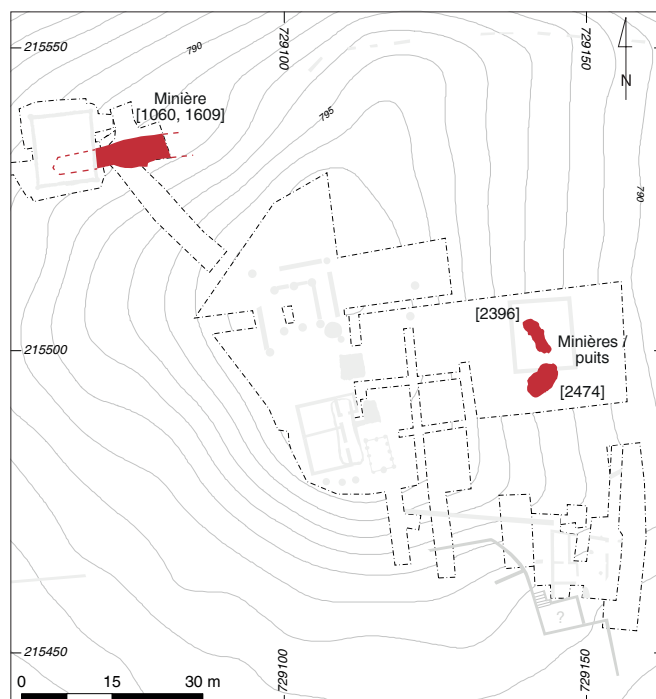 215550
729100
729150
790
795
N
Minière
[1060, 1609]
790
[2396]
Minières /
puits
215500
[2474]
?
215450
0 15 30 m
729100
729150